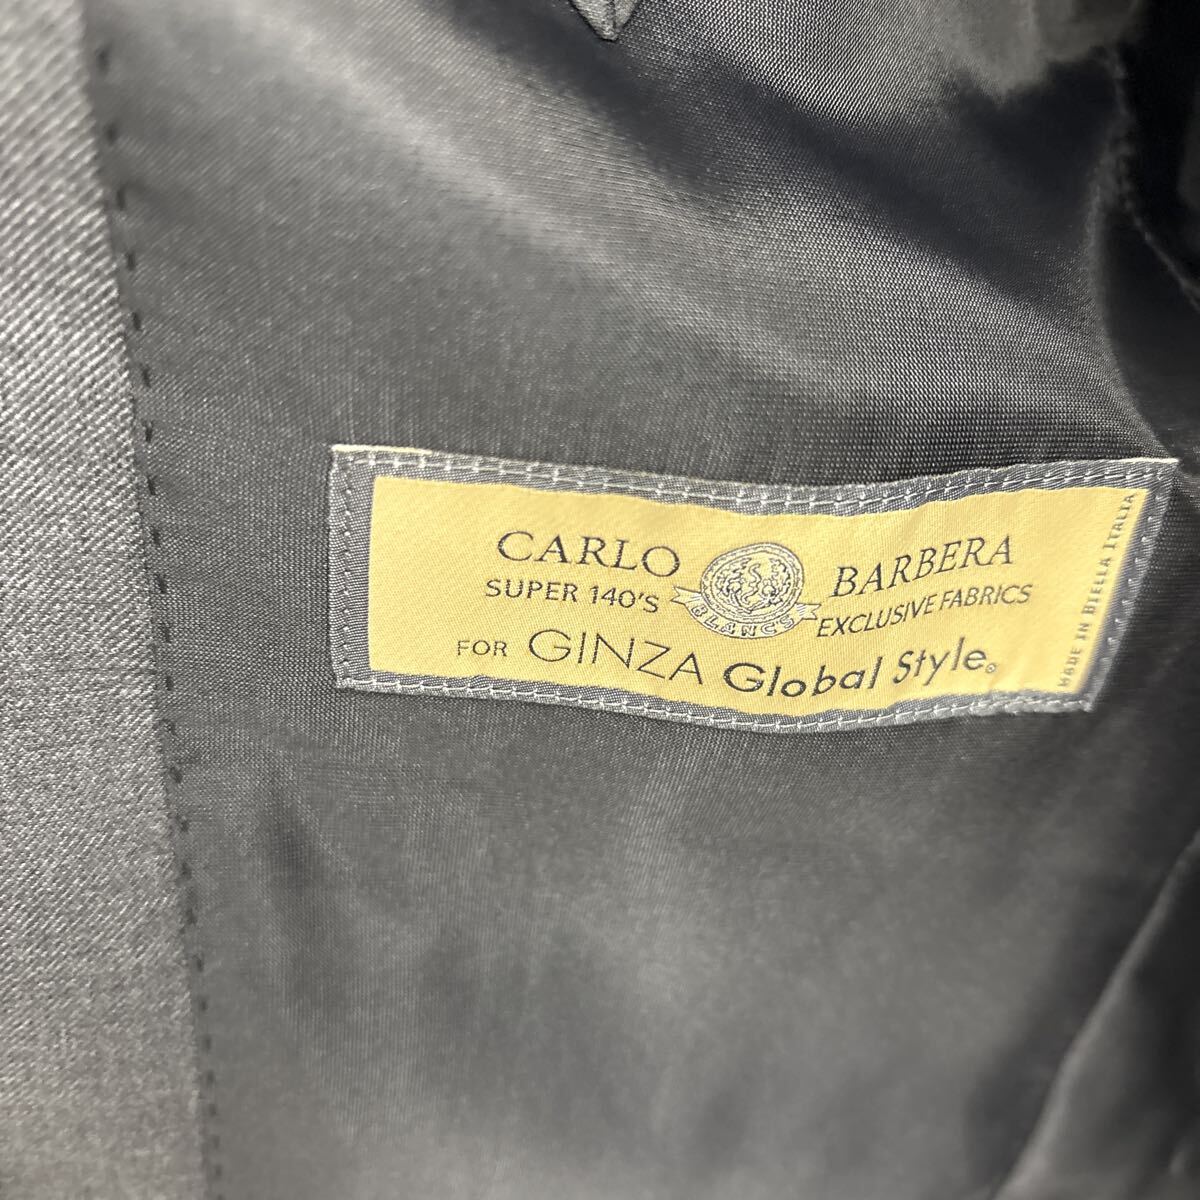 CARLO BARBERA
SUPER 140'S EXCLUSIVE FABRICS
BLANCS
FOR GINZA Global Style.
MADE IN BIELLA ITALIA